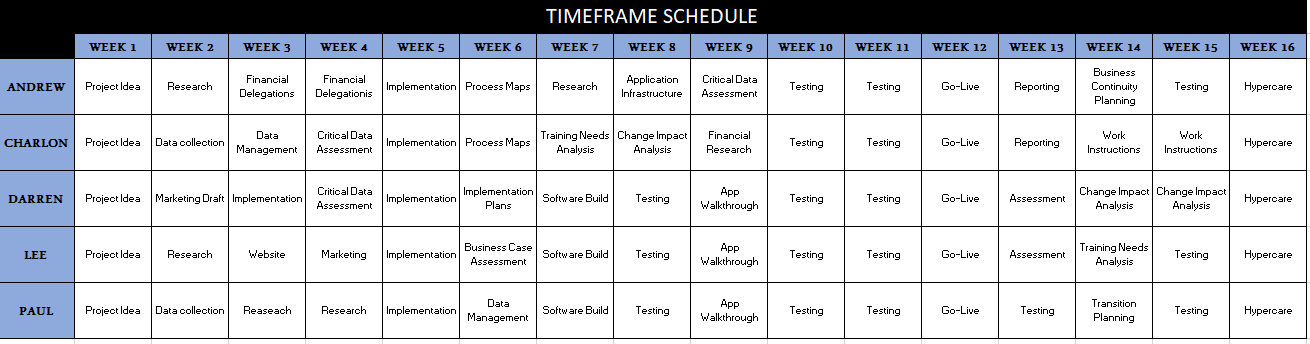 TIMEFRAME SCHEDULE
WEEK 1 WEEK 2 WEEK 3 WEEK 4 WEEK 5 WEEK 6 WEEK 7 WEEK 8 WEEK 9 WEEK 10 WEEK 11 WEEK 12 WEEK 13 WEEK 14 WEEK 15 WEEK 16
ANDREW
Project Idea
Research
Financial
Delegations
Financial
Delegationis
Implementation
Process Maps
Research
Application
Infrastructure
Critical Data
Assessment
Testing
Testing
Go-Live
Reporting
Business
Continuity
Planning
Testing
Hypercare
CHARLON
Project Idea
Data collection
Data
Management
Critical Data
Assessment
Implementation
Process Maps
Training Needs
Analysis
Change Impact
Analysis
Financial
Research
Testing
Testing
Go-Live
Reporting
Work
Instructions
Work
Instructions
Hypercare
DARREN
Project Idea
Marketing Draft
Implementation
Critical Data
Assessment
Implementation
Implementation
Plans
Software Build
Testing
App
Walkthrough
Testing
Testing
Go-Live
Assessment
Change Impact
Analysis
Change Impact
Analysis
Hypercare
LEE
Project Idea
Research
Website
Marketing
Implementation
Business Case
Assessment
Software Build
Testing
App
Walkthrough
Testing
Testing
Go-Live
Assessment
Training Needs
Analysis
Testing
Hypercare
PAUL
Project Idea
Data collection
Reaseach
Research
Implementation
Data
Management
Software Build
Testing
App
Walkthrough
Testing
Testing
Go-Live
Testing
Transition
Planning
Testing
Hypercare